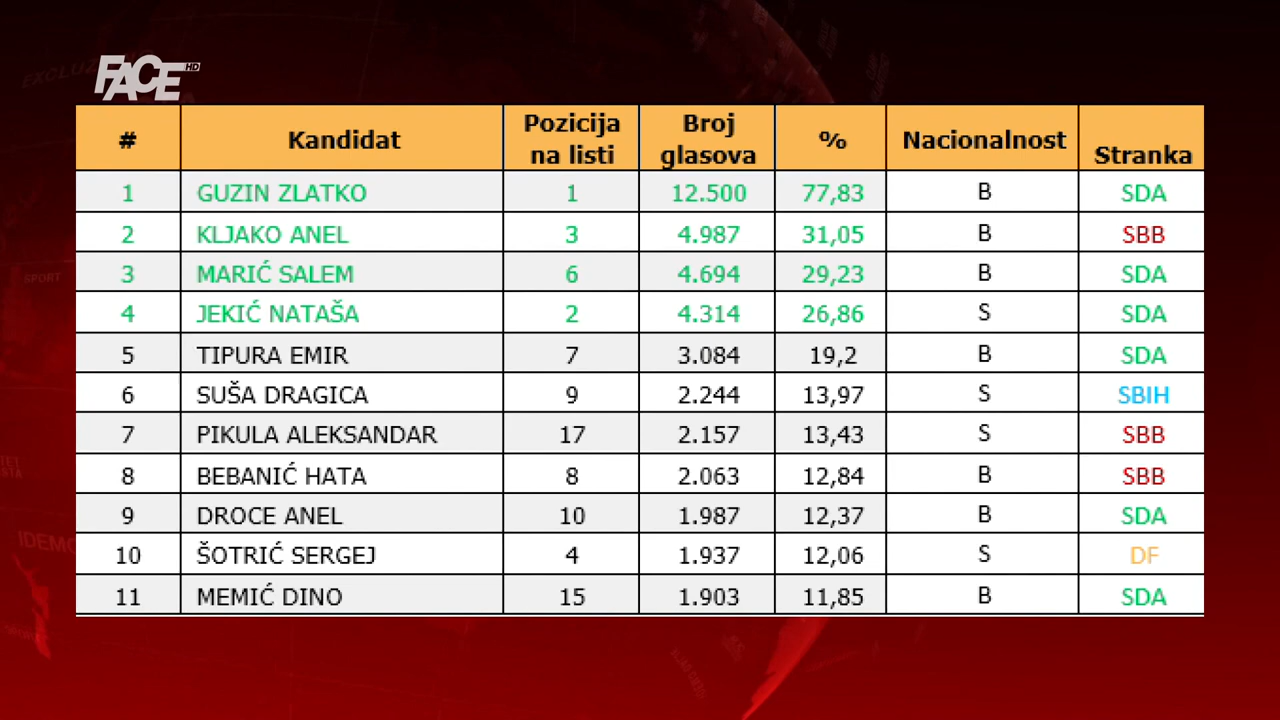 EXCLUZ
FACE HD
# Kandidat Pozicija na listi Broj glasova % Nacionalnost Stranka
1 GUZIN ZLATKO 1 12.500 77,83 B SDA
2 KLJAKO ANEL 3 4.987 31,05 B SBB
3 MARIĆ SALEM 6 4.694 29,23 B SDA
4 JEKIĆ NATAŠA 2 4.314 26,86 S SDA
5 TIPURA EMIR 7 3.084 19,2 B SDA
6 SUŠA DRAGICA 9 2.244 13,97 S SBIH
7 PIKULA ALEKSANDAR 17 2.157 13,43 S SBB
8 BEBANIĆ HATA 8 2.063 12,84 B SBB
9 DROCE ANEL 10 1.987 12,37 B SDA
10 ŠOTRIĆ SERGEJ 4 1.937 12,06 S DF
11 MEMIĆ DINO 15 1.903 11,85 B SDA
SPORT
IDEMO